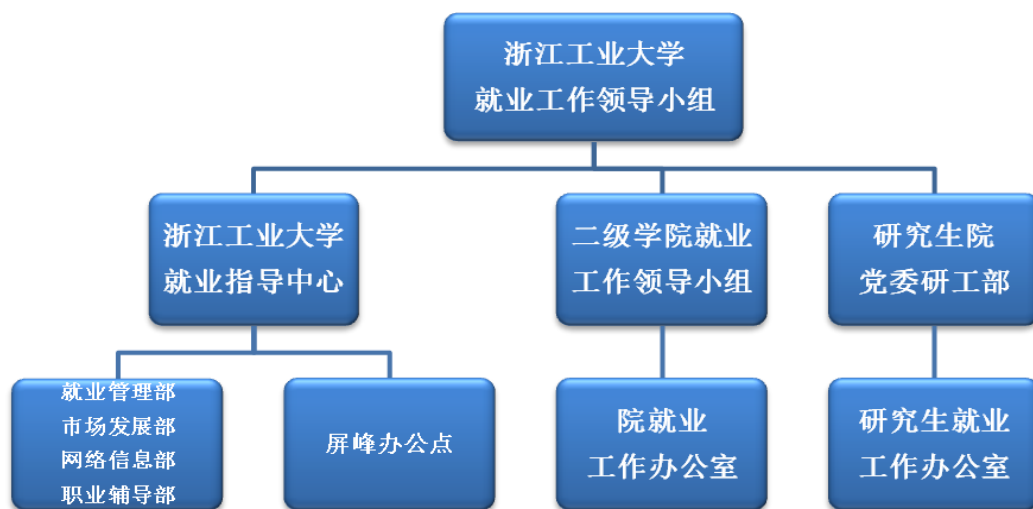 浙江工业大学
就业工作领导小组
浙江工业大学
就业指导中心
二级学院就业
工作领导小组
研究生院
党委研工部
就业管理部
市场发展部
网络信息部
职业辅导部
屏峰办公点
院就业
工作办公室
研究生就业
工作办公室